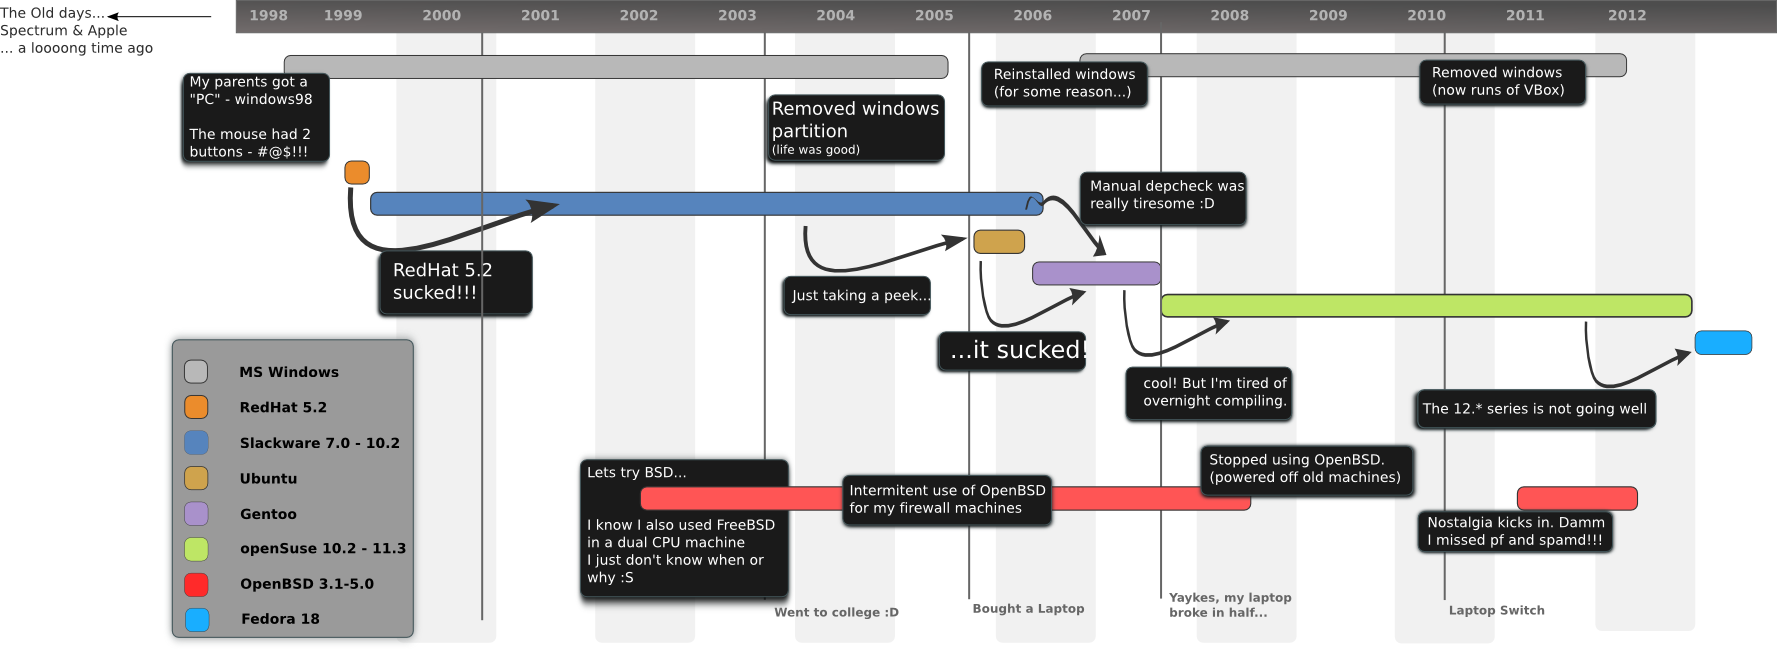 The Old days...
Spectrum & Apple
... a loooong time ago
1998 1999 2000 2001 2002 2003 2004 2005 2006 2007 2008 2009 2010 2011 2012
My parents got a
"PC" - windows98
The mouse had 2
buttons - #@$!!!
Removed windows
partition
(life was good)
Reinstalled windows
(for some reason...)
Removed windows
(now runs of VBox)
Manual depcheck was
really tiresome :D
RedHat 5.2
sucked!!!
Just taking a peek...
...it sucked!
cool! But I'm tired of
overnight compiling.
The 12.* series is not going well
MS Windows
RedHat 5.2
Slackware 7.0 - 10.2
Ubuntu
Gentoo
openSuse 10.2 - 11.3
OpenBSD 3.1-5.0
Fedora 18
Lets try BSD...
I know I also used FreeBSD
in a dual CPU machine
I just don't know when or
why :S
Intermitent use of OpenBSD
for my firewall machines
Stopped using OpenBSD.
(powered off old machines)
Nostalgia kicks in. Damm
I missed pf and spamd!!!
Went to college :D
Bought a Laptop
Yaykes, my laptop
broke in half...
Laptop Switch